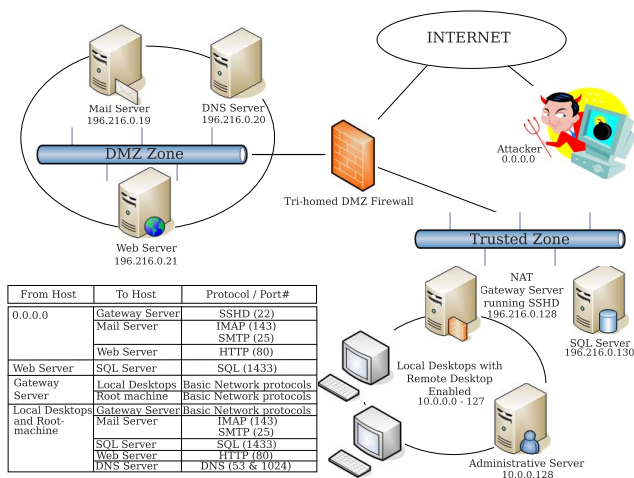 INTERNET
Mail Server
196.216.0.19
DNS Server
196.216.0.20
DMZ Zone
Web Server
196.216.0.21
Tri-homed DMZ Firewall
Attacker
0.0.0.0
Trusted Zone
NAT
Gateway Server
running SSHD
196.216.0.128
SQL Server
196.216.0.130
Local Desktops with
Remote Desktop
Enabled
10.0.0.0 - 127
Administrative Server
10.0.0.128
From Host To Host Protocol / Port#
0.0.0.0 Gateway Server SSHD (22)
Mail Server IMAP (143)
SMTP (25)
Web Server HTTP (80)
Web Server SQL Server SQL (1433)
Gateway
Server Local Desktops Basic Network protocols
Root machine Basic Network protocols
Local Desktops
and Root-
machine Gateway Server Basic Network protocols
Mail Server IMAP (143)
SMTP (25)
SQL Server SQL (1433)
Web Server HTTP (80)
DNS Server DNS (53 & 1024)